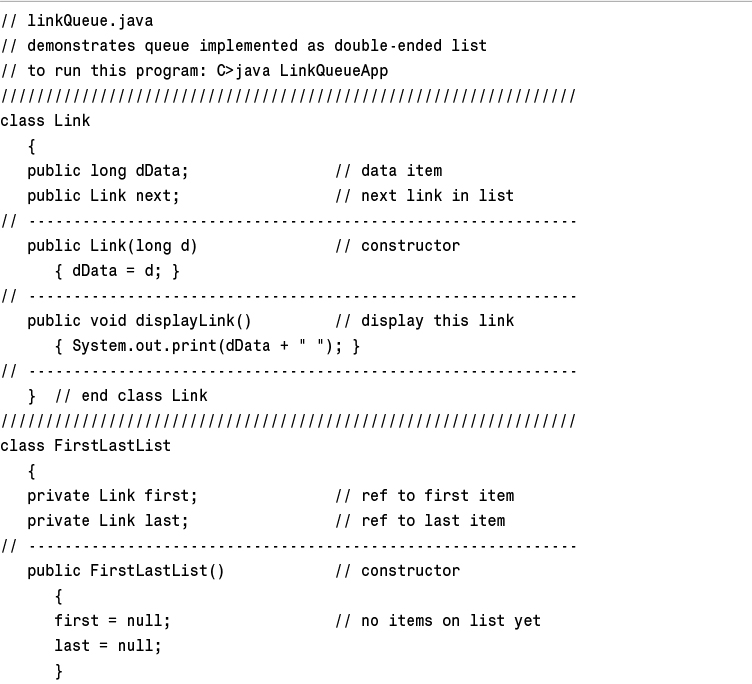 // linkQueue.java
// demonstrates queue implemented as double-ended list
// to run this program: C>java LinkQueueApp
////////////////////////////////////////////////////////////////
class Link
   {
   public long dData;                // data item
   public Link next;                 // next link in list
// -------------------------------------------------------------
   public Link(long d)               // constructor
      { dData = d; }
// -------------------------------------------------------------
   public void displayLink()         // display this link
      { System.out.print(dData + " "); }
// -------------------------------------------------------------
   }  // end class Link
////////////////////////////////////////////////////////////////
class FirstLastList
   {
   private Link first;               // ref to first item
   private Link last;                // ref to last item
// -------------------------------------------------------------
   public FirstLastList()            // constructor
      {
      first = null;                  // no items on list yet
      last = null;
      }